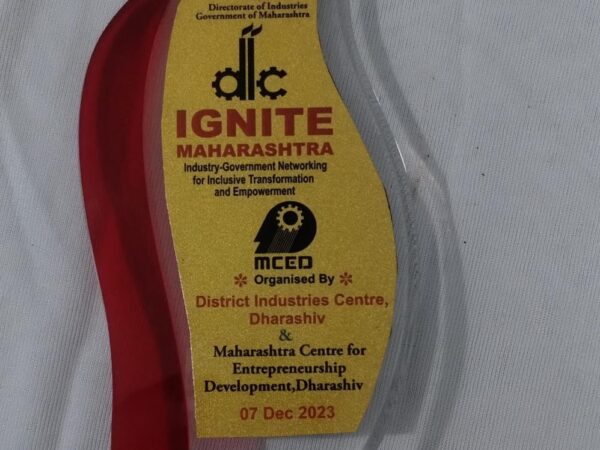 Directorate of Industries
Government of Maharashtra
dic
IGNITE
MAHARASHTRA
Industry-Government Networking
for Inclusive Transformation
and Empowerment
MCED
* Organised By *
District Industries Centre,
Dharashiv
&
Maharashtra Centre for
Entrepreneurship
Development,Dharashiv
07 Dec 2023